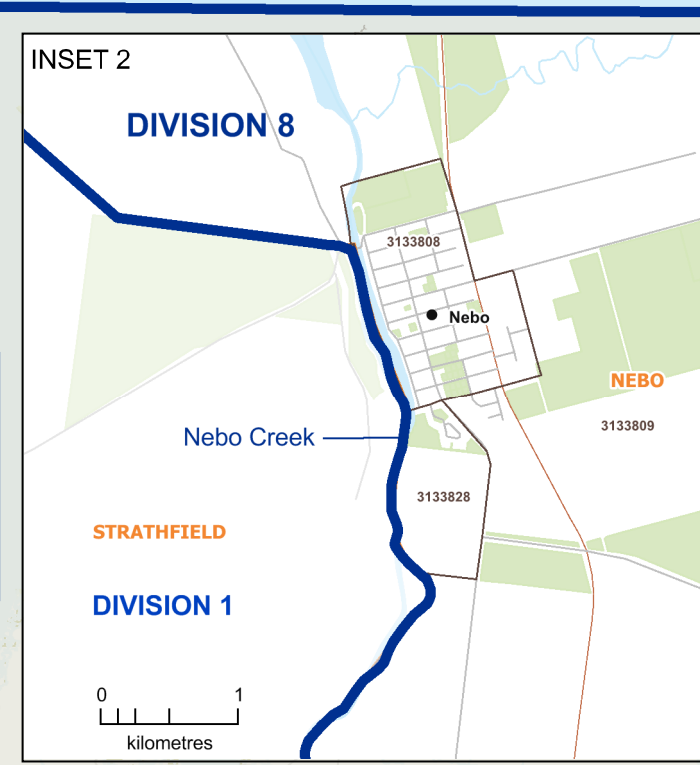 INSET 2
DIVISION 8
3133808
Nebo
NEBO
3133809
Nebo Creek
3133828
STRATHFIELD
DIVISION 1
0 1
kilometres